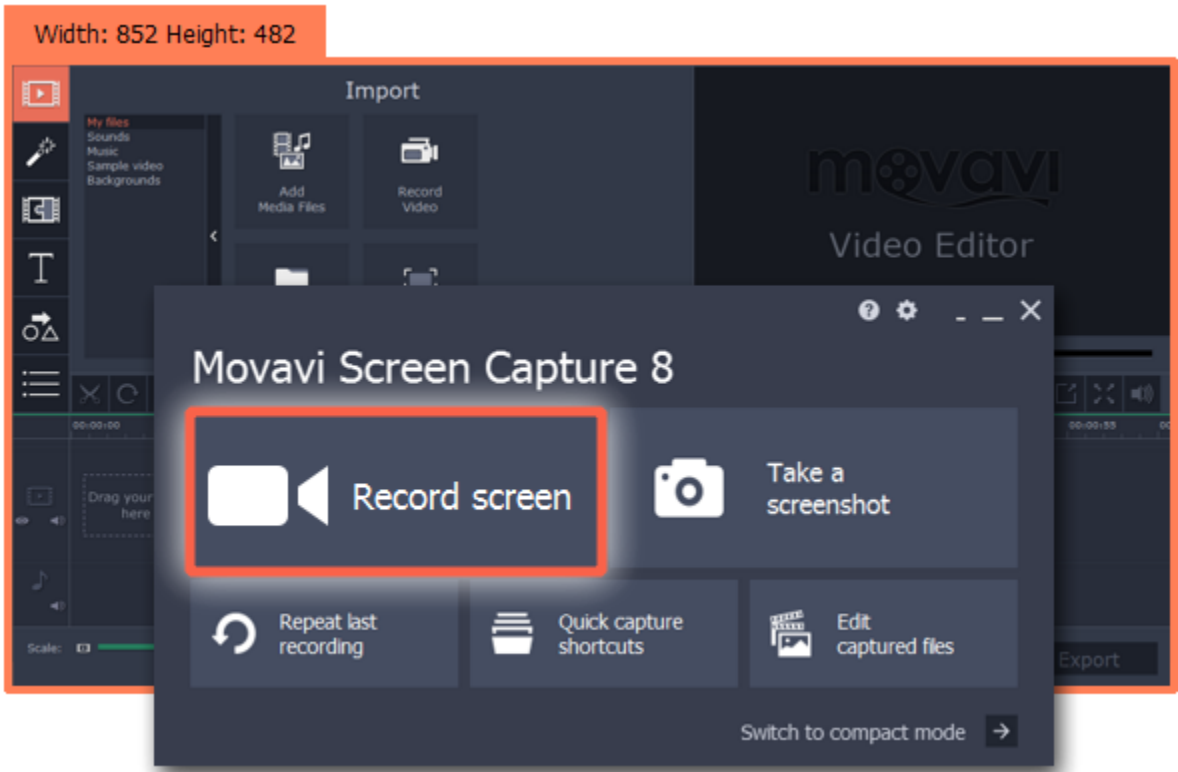 Width: 852 Height: 482
Import
My files
Sounds
Music
Sample video
Backgrounds
Add
Media Files
Record
Video
movavi
Video Editor
Movavi Screen Capture 8
Record screen
Take a
screenshot
00:00:00
00:00:55
Drag your
here
Repeat last
recording
Quick capture
shortcuts
Edit
captured files
Scale:
Export
Switch to compact mode